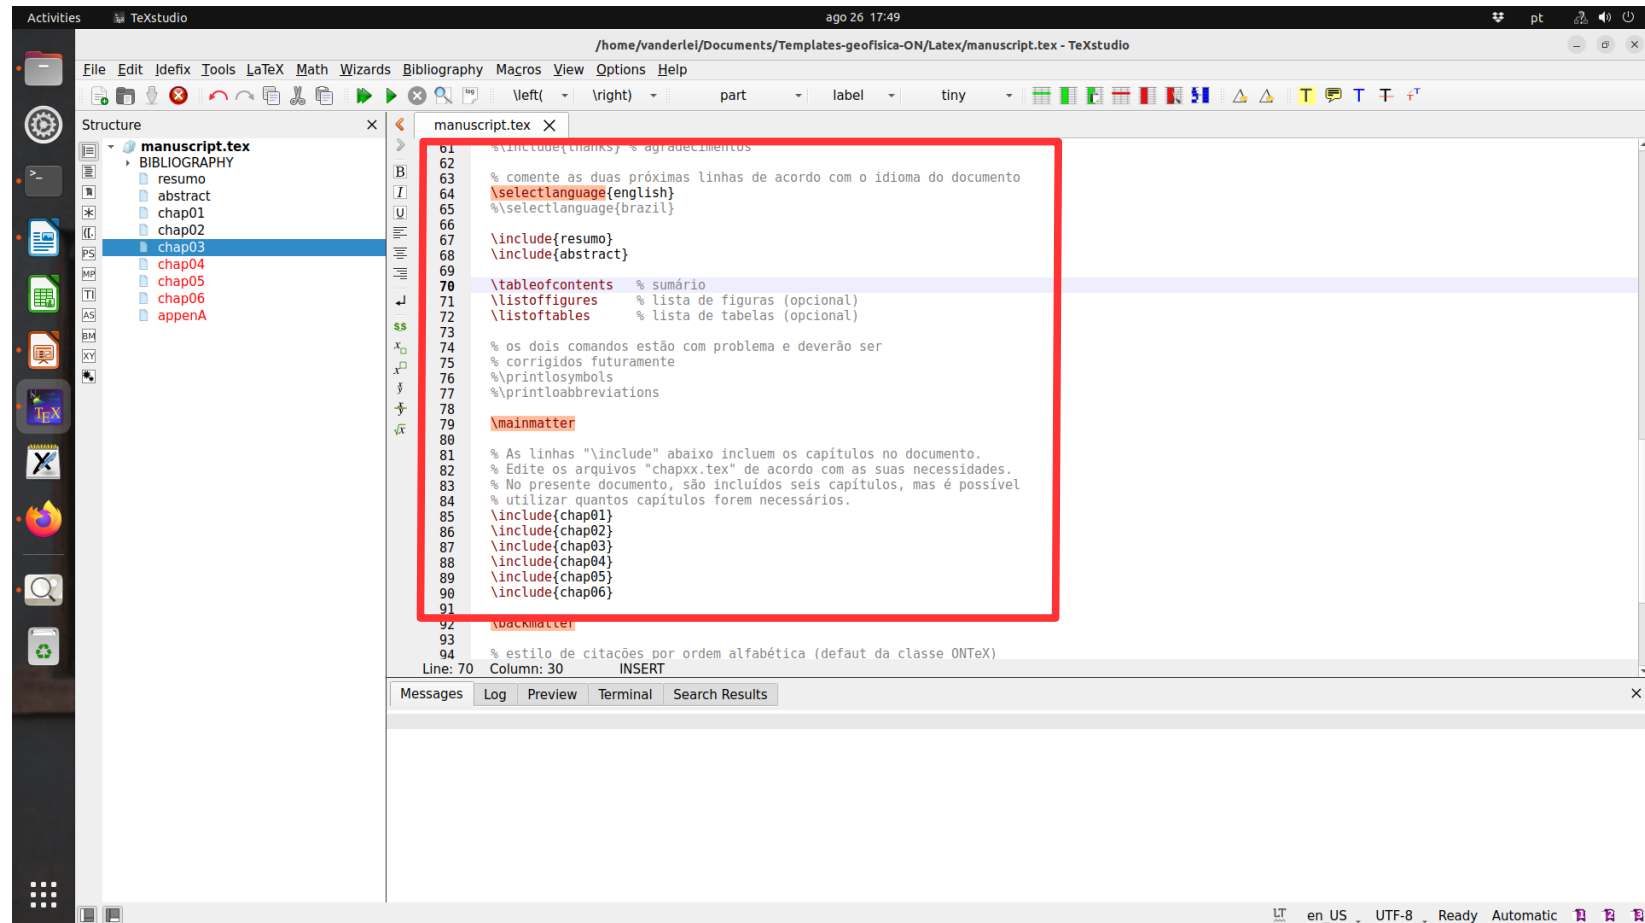 Activities TeXstudio ago 26 17:49 pt
/home/vanderlei/Documents/Templates-geofisica-ON/Latex/manuscript.tex - TeXstudio
File Edit Idefix Tools LaTeX Math Wizards Bibliography Macros View Options Help
\left( \right) part label tiny
Structure
manuscript.tex
BIBLIOGRAPHY
resumo
abstract
chap01
chap02
chap03
chap04
chap05
chap06
appenA
manuscript.tex
61 %\include{thanks} % agradecimentos
62
63 % comente as duas próximas linhas de acordo com o idioma do documento
64 \selectlanguage{english}
65 %\selectlanguage{brazil}
66
67 \include{resumo}
68 \include{abstract}
69
70 \tableofcontents % sumário
71 \listoffigures % lista de figuras (opcional)
72 \listoftables % lista de tabelas (opcional)
73
74 % os dois comandos estão com problema e deverão ser
75 % corrigidos futuramente
76 %\printlosymbols
77 %\printloabbreviations
78
79 \mainmatter
80
81 % As linhas "\include" abaixo incluem os capítulos no documento.
82 % Edite os arquivos "chapxx.tex" de acordo com as suas necessidades.
83 % No presente documento, são incluídos seis capítulos, mas é possível
84 % utilizar quantos capítulos forem necessários.
85 \include{chap01}
86 \include{chap02}
87 \include{chap03}
88 \include{chap04}
89 \include{chap05}
90 \include{chap06}
91
92 \backmatter
93
94 % estilo de citações por ordem alfabética (defaut da classe ONTeX)
Line: 70 Column: 30 INSERT
Messages Log Preview Terminal Search Results
LT en_US UTF-8 Ready Automatic